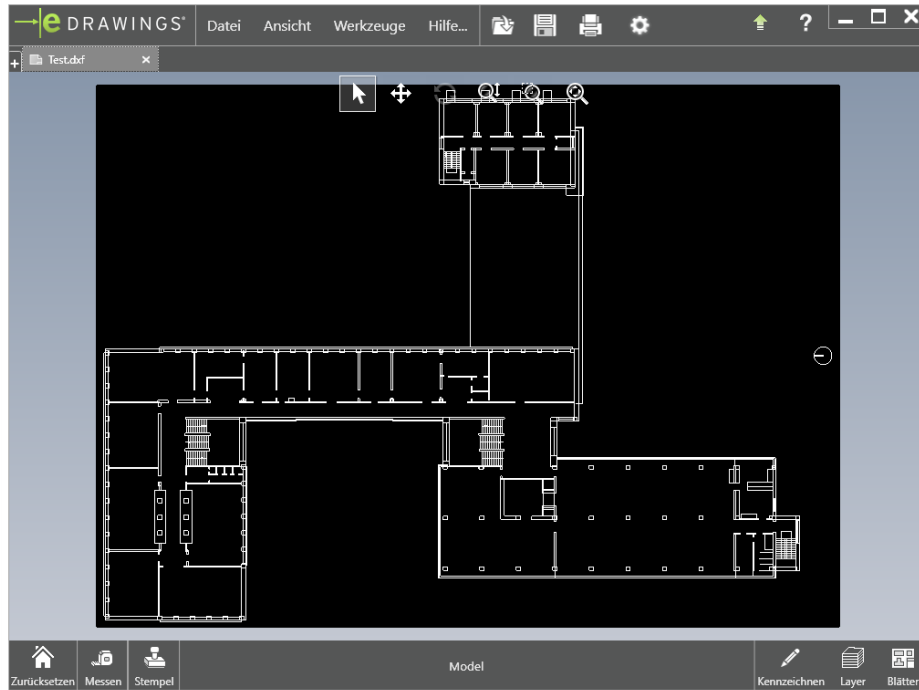 eDRAWINGS® Datei Ansicht Werkzeuge Hilfe... ?
Test.dxf
Zurücksetzen Messen Stempel Model Kennzeichnen Layer Blätter